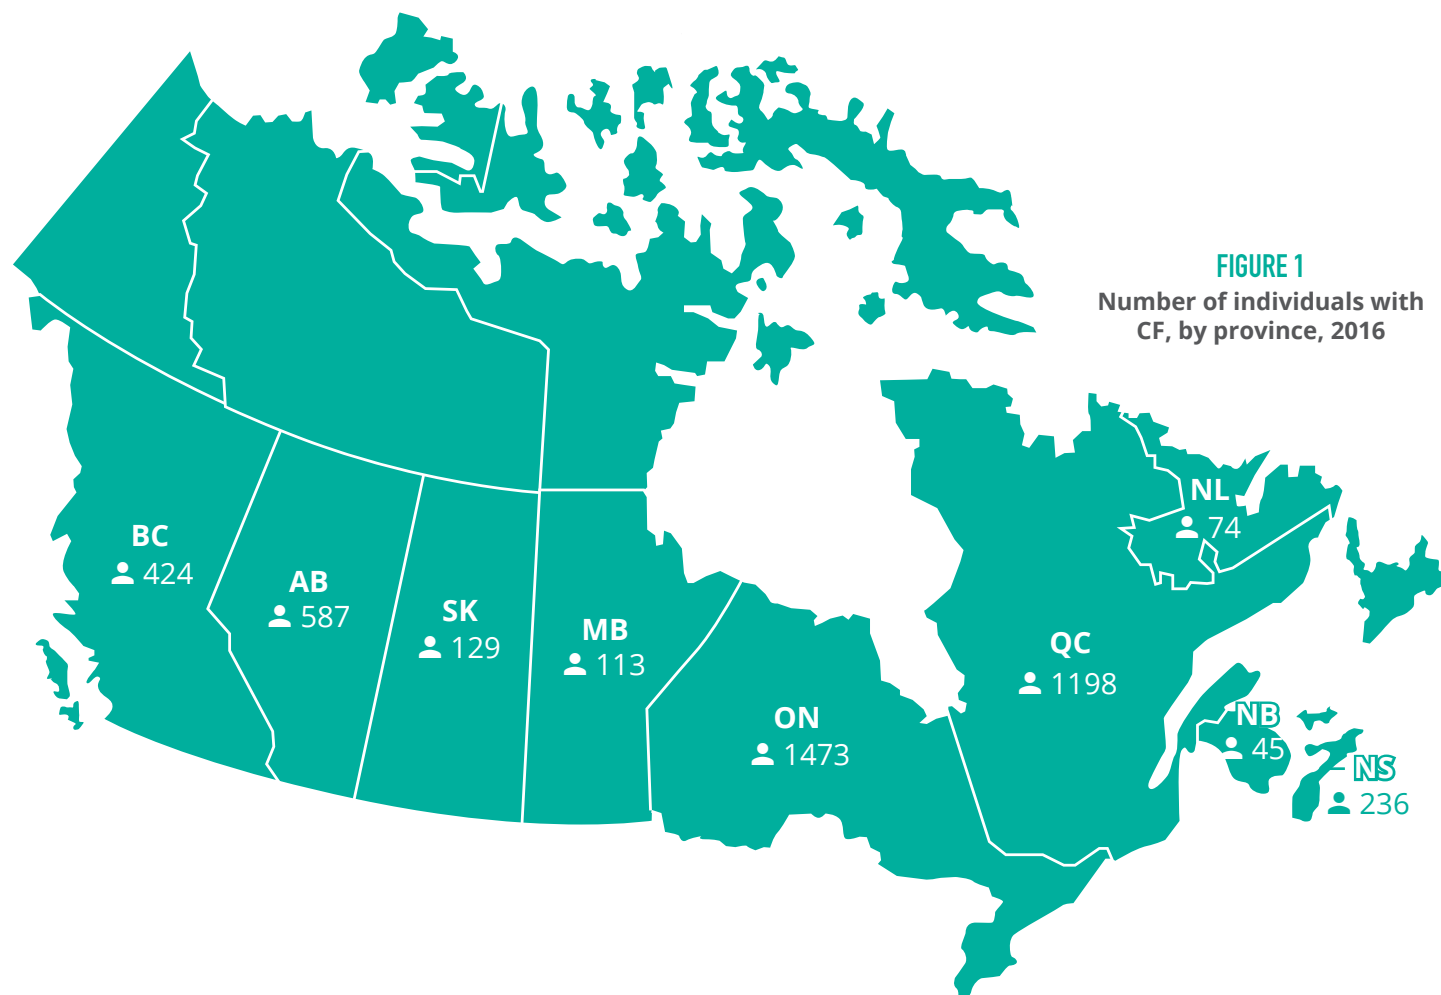 FIGURE 1
Number of individuals with
CF, by province, 2016
NL
74
BC
424
AB
587
SK
129
MB
113
QC
1198
ON
1473
NB
45
NS
236